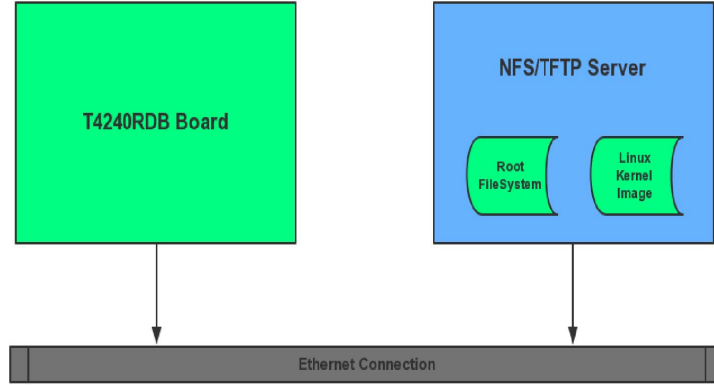 T4240RDB Board
NFS/TFTP Server
Root
FileSystem
Linux
Kernel
Image
Ethernet Connection